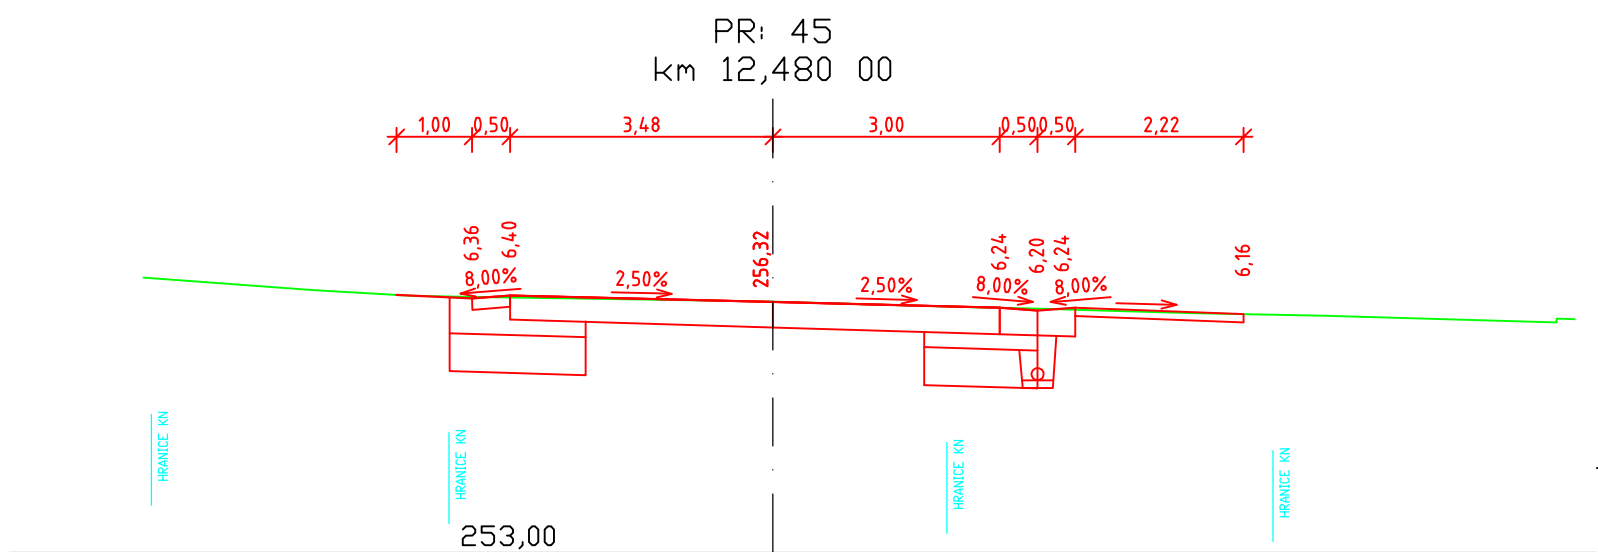 PR: 45
km 12,480 00
1,00 0,50 3,48 3,00 0,50 0,50 2,22
6,36 6,40 256,32 6,24 6,20 6,24 6,16
8,00% 2,50% 2,50% 8,00% 8,00%
HRANICE KN
HRANICE KN
HRANICE KN
HRANICE KN
253,00